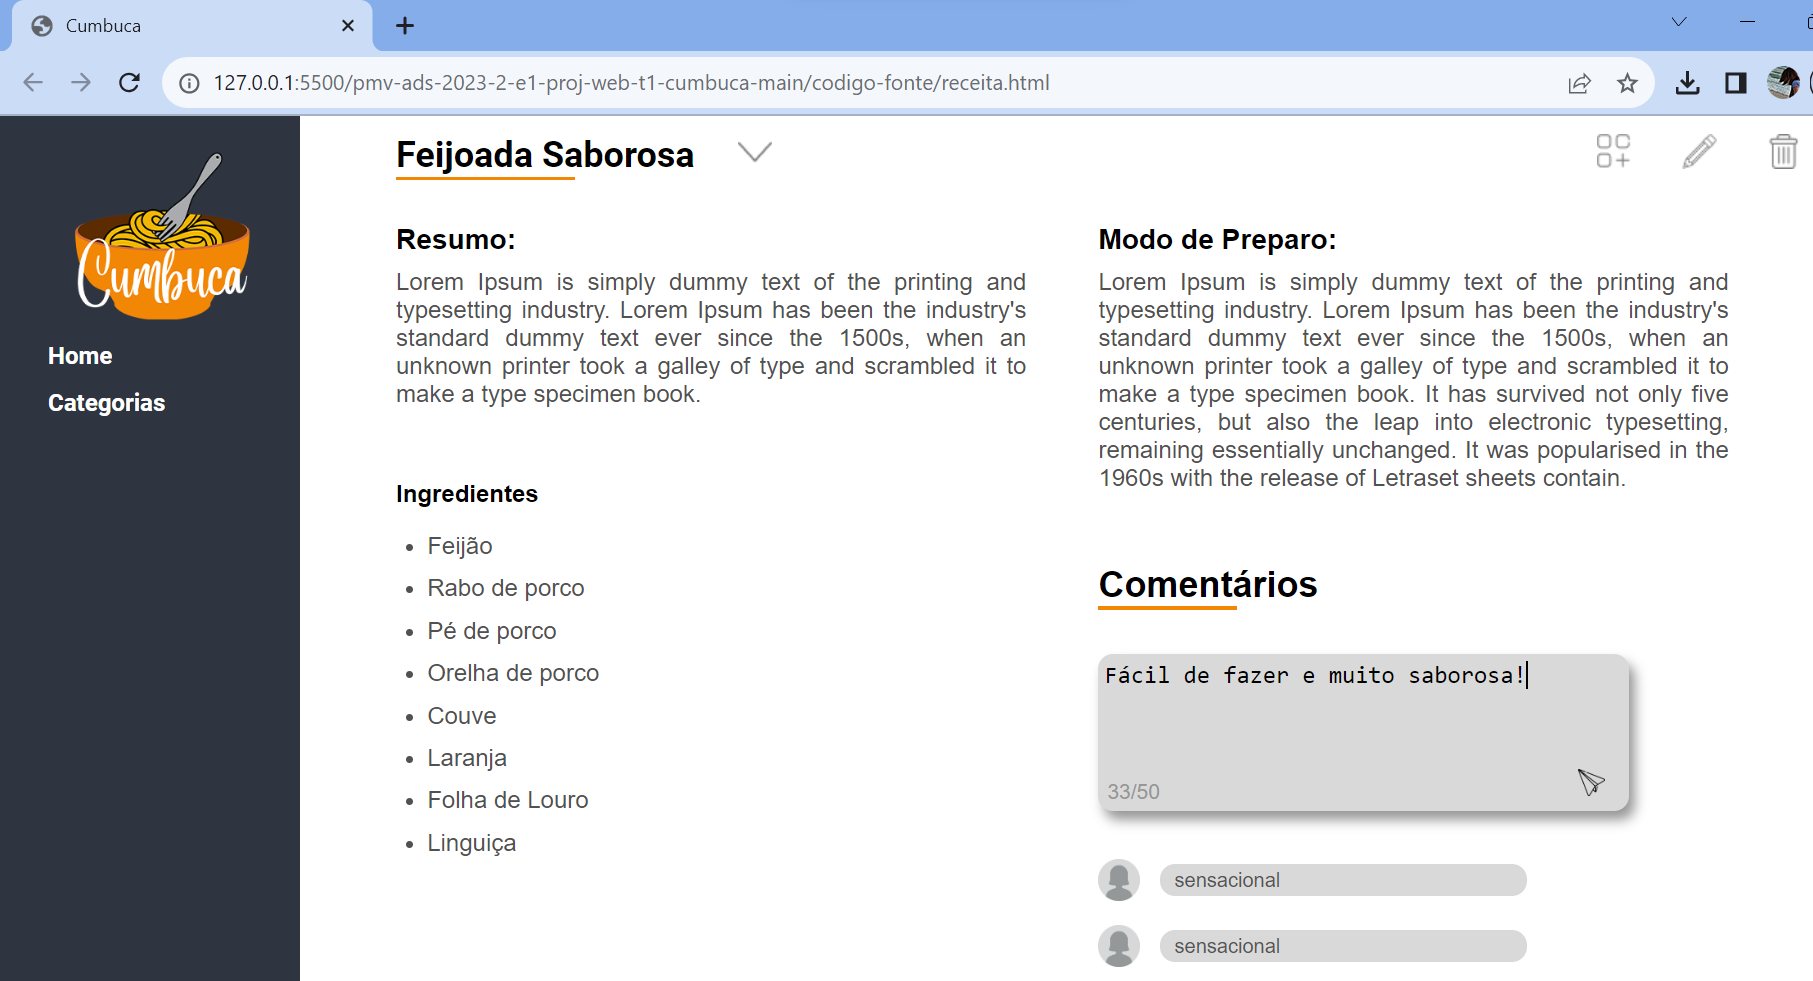 Cumbuca
127.0.0.1:5500/pmv-ads-2023-2-e1-proj-web-t1-cumbuca-main/codigo-fonte/receita.html
Cumbuca
Home
Categorias
Feijoada Saborosa
Resumo:
Lorem Ipsum is simply dummy text of the printing and
typesetting industry. Lorem Ipsum has been the industry's
standard dummy text ever since the 1500s, when an
unknown printer took a galley of type and scrambled it to
make a type specimen book.
Ingredientes
• Feijão
• Rabo de porco
• Pé de porco
• Orelha de porco
• Couve
• Laranja
• Folha de Louro
• Linguiça
Modo de Preparo:
Lorem Ipsum is simply dummy text of the printing and
typesetting industry. Lorem Ipsum has been the industry's
standard dummy text ever since the 1500s, when an
unknown printer took a galley of type and scrambled it to
make a type specimen book. It has survived not only five
centuries, but also the leap into electronic typesetting,
remaining essentially unchanged. It was popularised in the
1960s with the release of Letraset sheets contain.
Comentários
Fácil de fazer e muito saborosa!
33/50
sensacional
sensacional